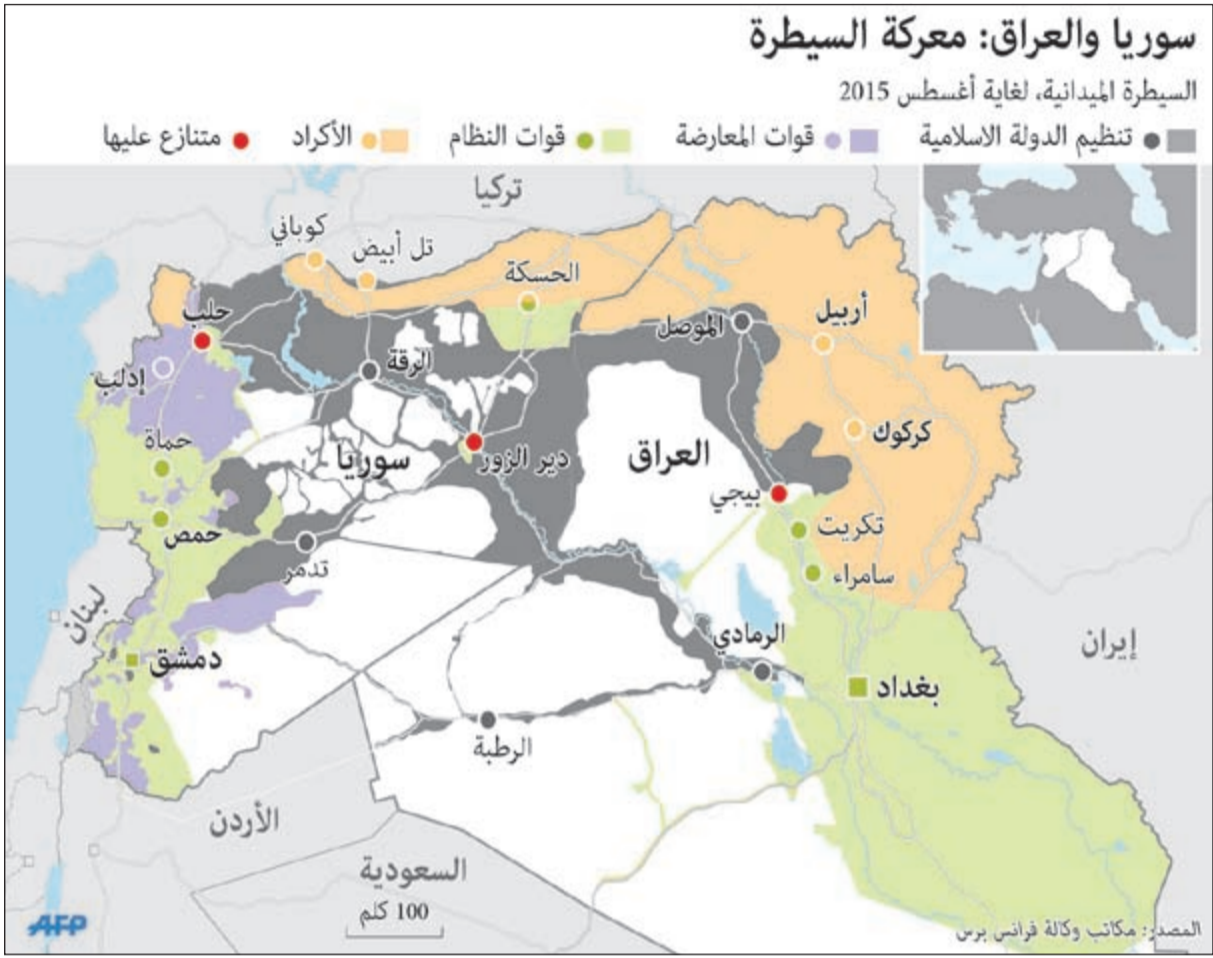 سوريا والعراق: معركة السيطرة
السيطرة الميدانية، لغاية أغسطس 2015
تنظيم الدولة الاسلامية
قوات المعارضة
قوات النظام
الأكراد
متنازع عليها
تركيا
كوباني
تل أبيض
الحسكة
حلب
الموصل
أربيل
إدلب
الرقة
حماة
سوريا
دير الزور
العراق
كركوك
بيجي
حمص
تكريت
تدمر
سامراء
لبنان
الرمادي
إيران
دمشق
بغداد
الرطبة
الأردن
السعودية
100 كلم
AFP
المصدر: مكاتب وكالة فرانس برس